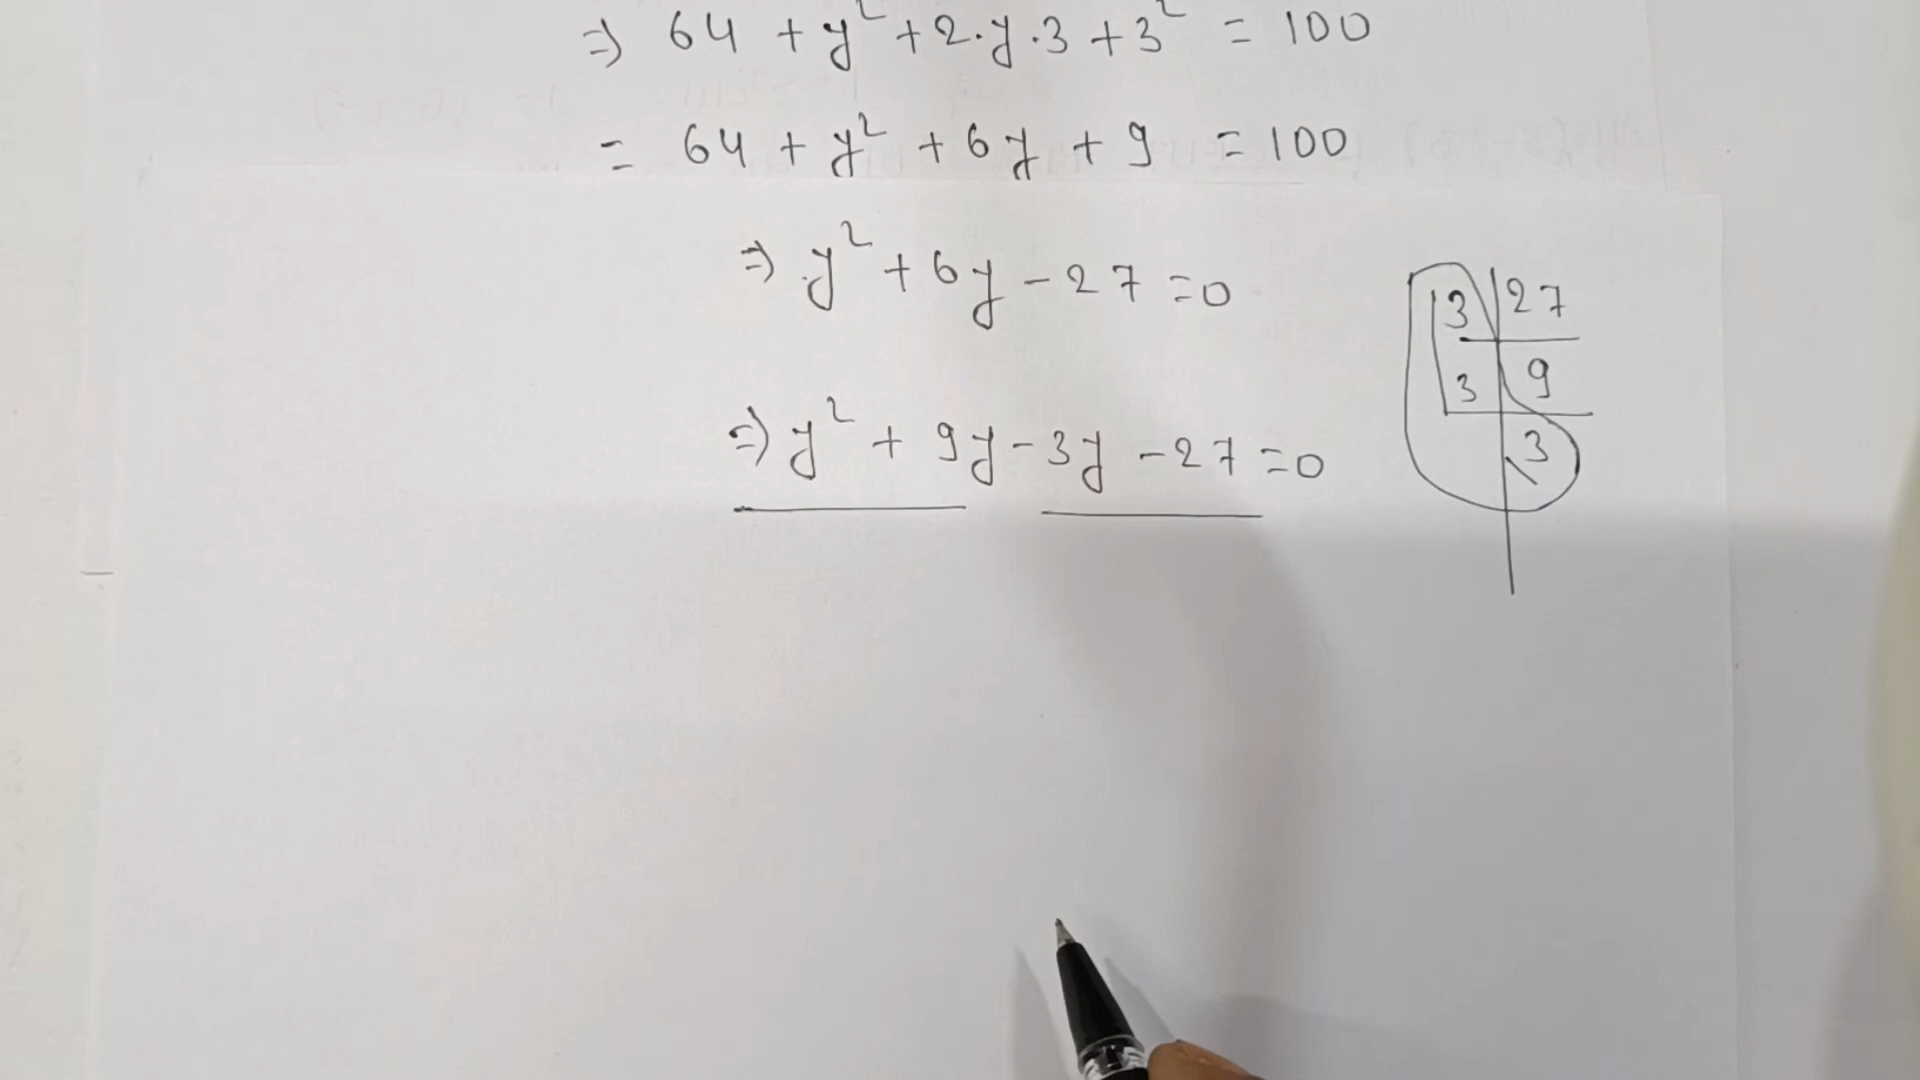 ⇒ 64 + y² + 2·y·3 + 3² = 100
= 64 + y² + 6y + 9 = 100
⇒ y² + 6y - 27 = 0
⇒ y² + 9y - 3y - 27 = 0
3 | 27
3 | 9
3